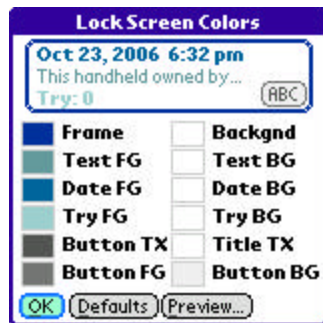 Lock Screen Colors
Oct 23, 2006 6:32 pm
This handheld owned by...
Try: 0
ABC
Frame Backgnd
Text FG Text BG
Date FG Date BG
Try FG Try BG
Button TX Title TX
Button FG Button BG
OK Defaults Preview...